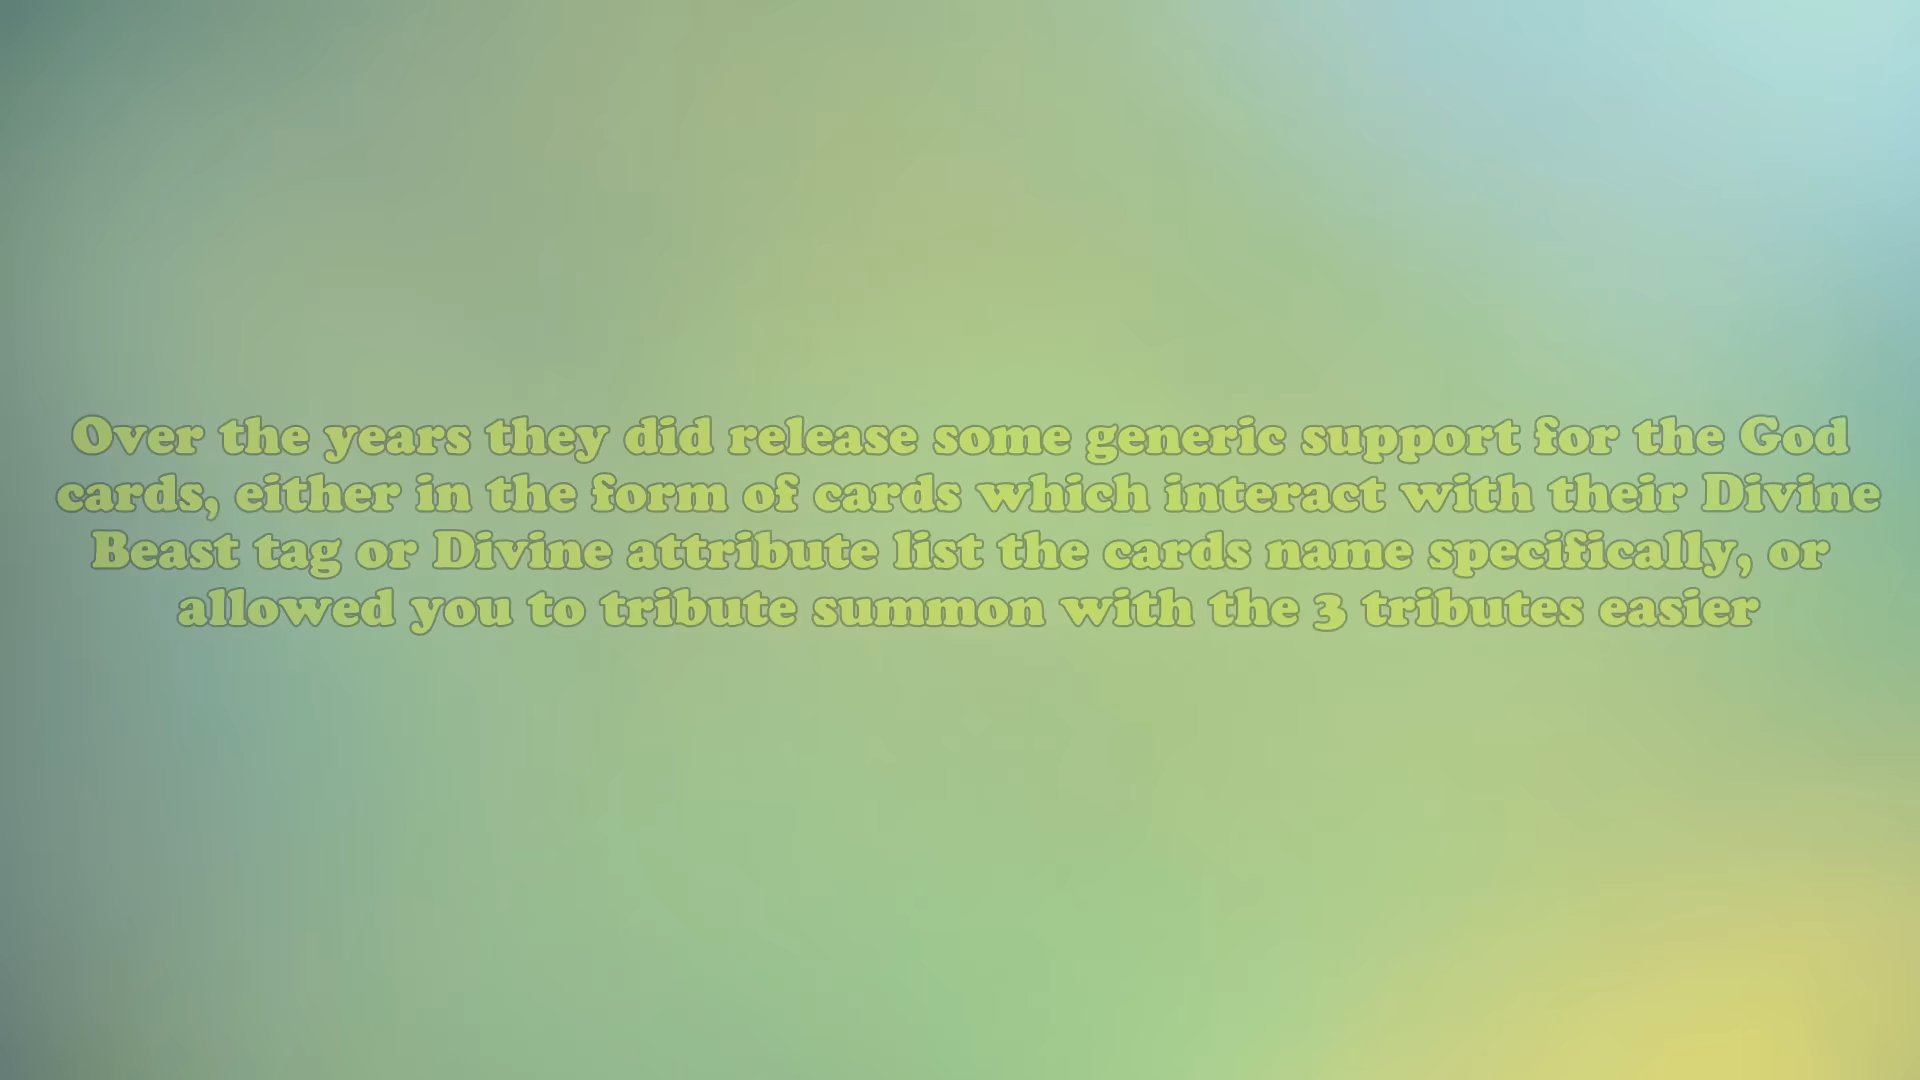 Over the years they did release some generic support for the God
cards, either in the form of cards which interact with their Divine
Beast tag or Divine attribute list the cards name specifically, or
allowed you to tribute summon with the 3 tributes easier